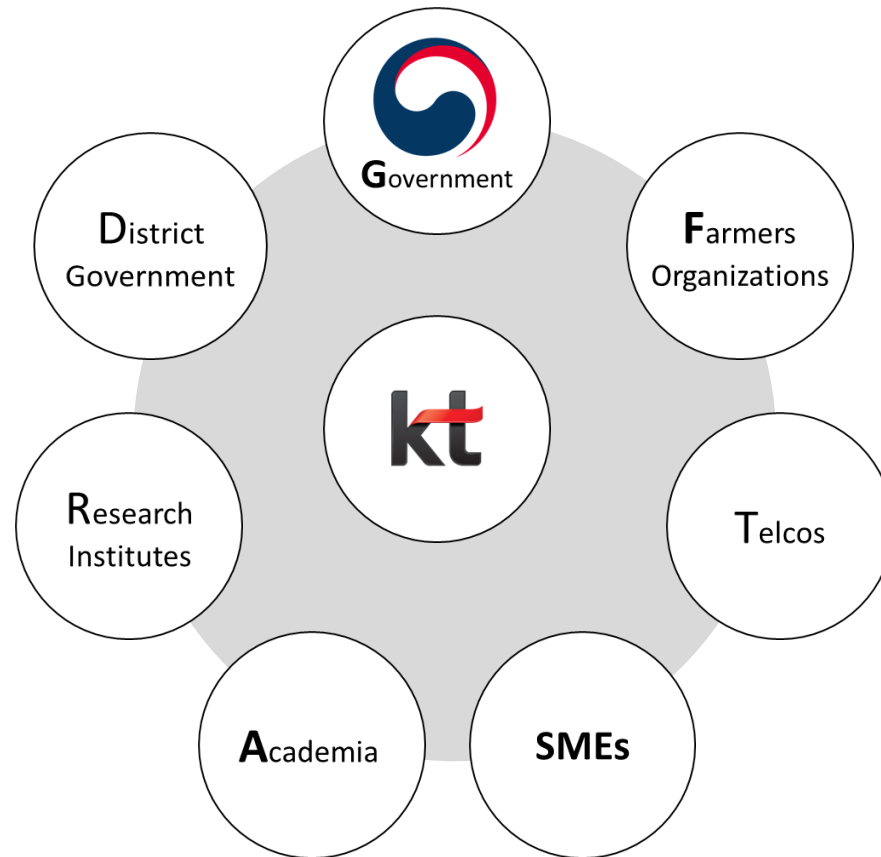 Government
District
Government
Farmers
Organizations
kt
Research
Institutes
Telcos
Academia
SMEs